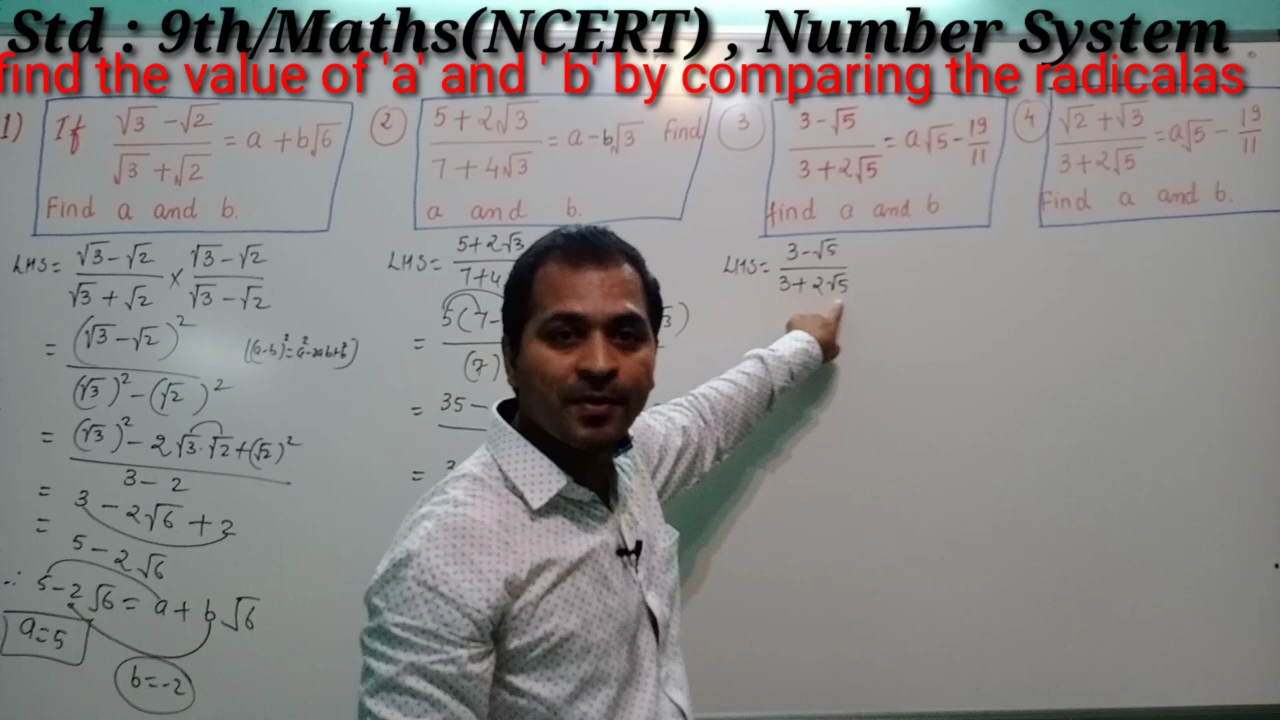 Std : 9th/Maths(NCERT) , Number System
find the value of 'a' and ' b' by comparing the radicalas
1) If (√3 - √2)/(√3 + √2) = a + b√6
Find a and b.
2 (5 + 2√3)/(7 + 4√3) = a - b√3 find
a and b.
3 (3 - √5)/(3 + 2√5) = a√5 - 19/11
find a and b
4 (√2 + √3)/(3 + 2√5) = a√5 - 19/11
Find a and b.
LHS = (√3 - √2)/(√3 + √2) × (√3 - √2)/(√3 - √2)
= (√3 - √2)²/((√3)² - (√2)²) ((a-b)² = a² - 2ab + b²)
= ((√3)² - 2√3·√2 + (√2)²)/(3 - 2)
= 3 - 2√6 + 2
= 5 - 2√6
∴ 5 - 2√6 = a + b√6
a = 5
b = -2
LHS = 5 + 2√3
7 + 4
= 5(7 - √3)
(7)
= 35 -
=
LHS = (3 - √5)/(3 + 2√5)